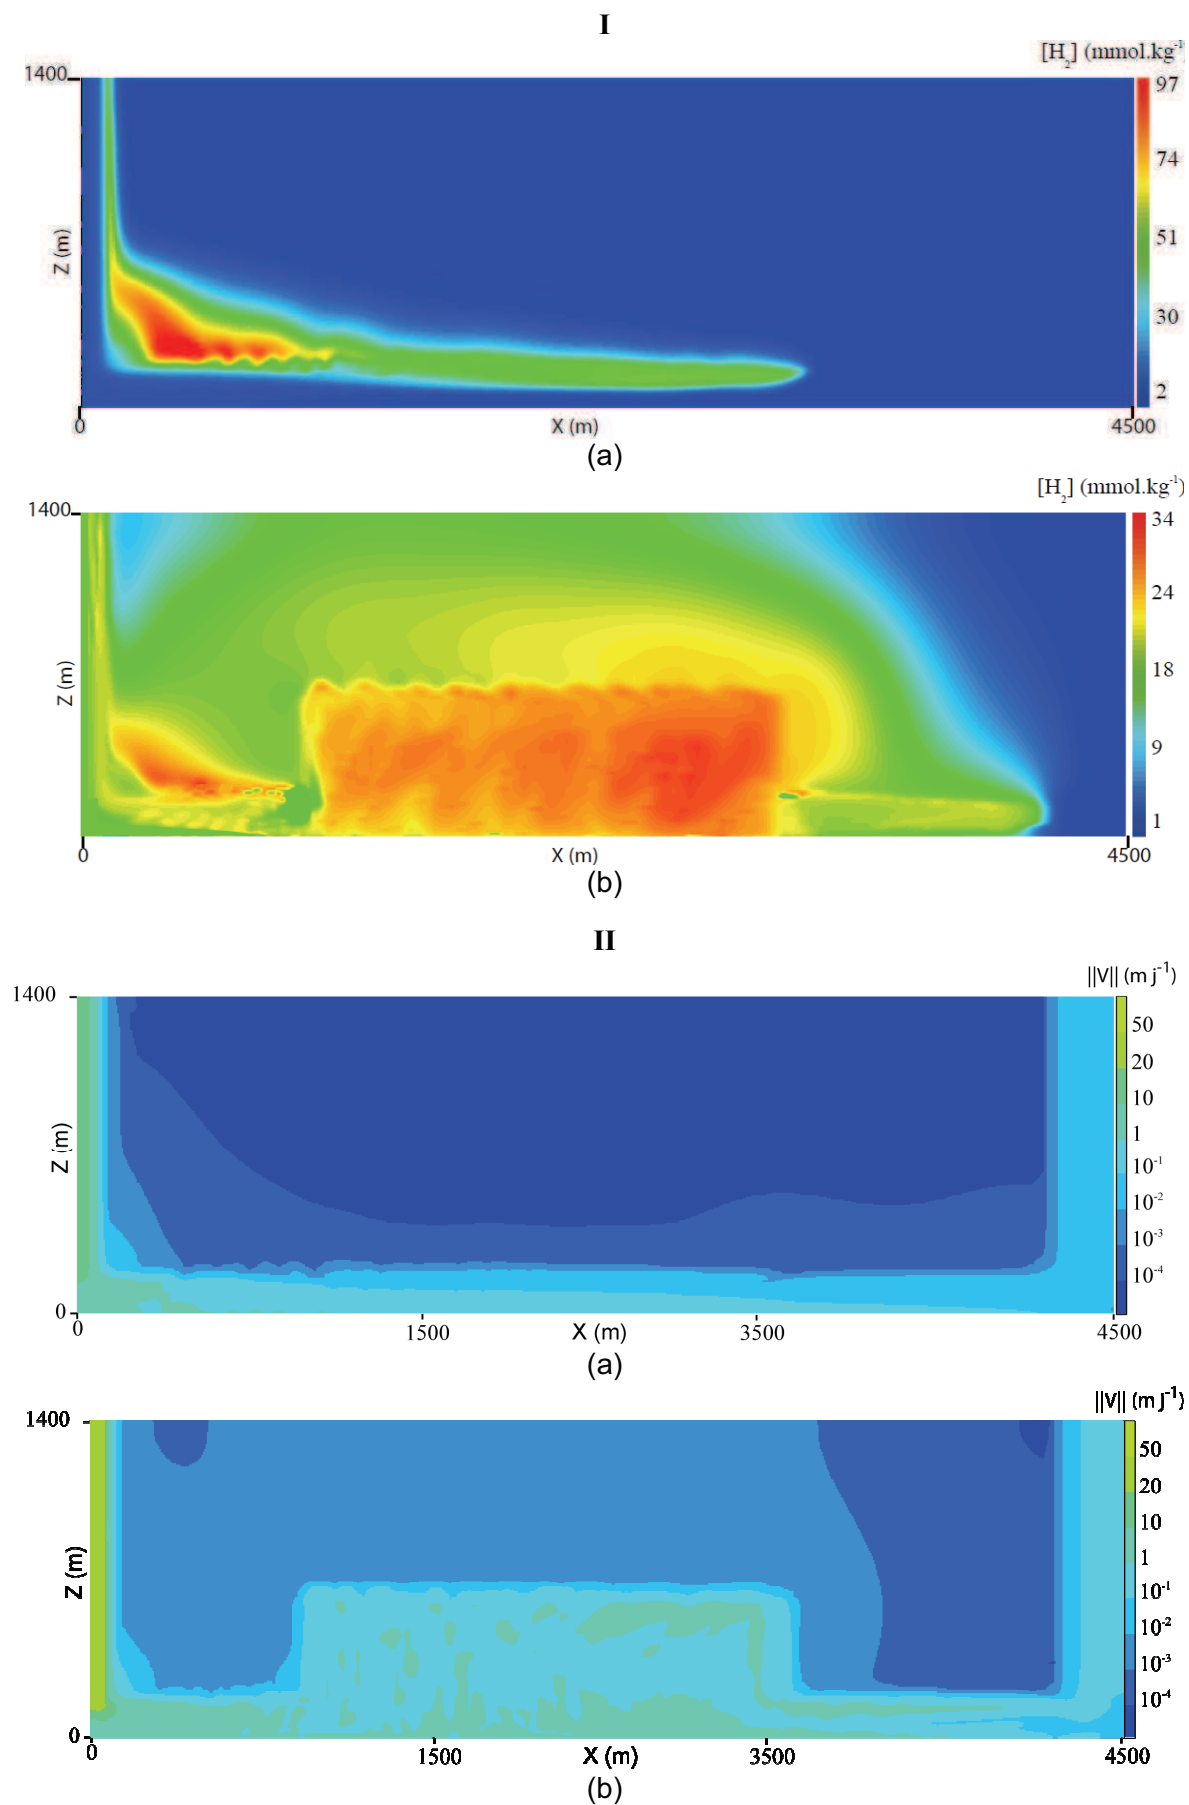 I
[H2] (mmol.kg-1)
1400
97
74
51
30
2
Z (m)
0
X (m)
4500
(a)
[H2] (mmol.kg-1)
1400
34
24
18
9
1
Z (m)
0
X (m)
4500
(b)
II
||V|| (m j-1)
1400
50
20
10
1
10-1
10-2
10-3
10-4
Z (m)
0
0
1500
X (m)
3500
4500
(a)
||V|| (m J-1)
1400
50
20
10
1
10-1
10-2
10-3
10-4
Z (m)
0
0
1500
X (m)
3500
4500
(b)